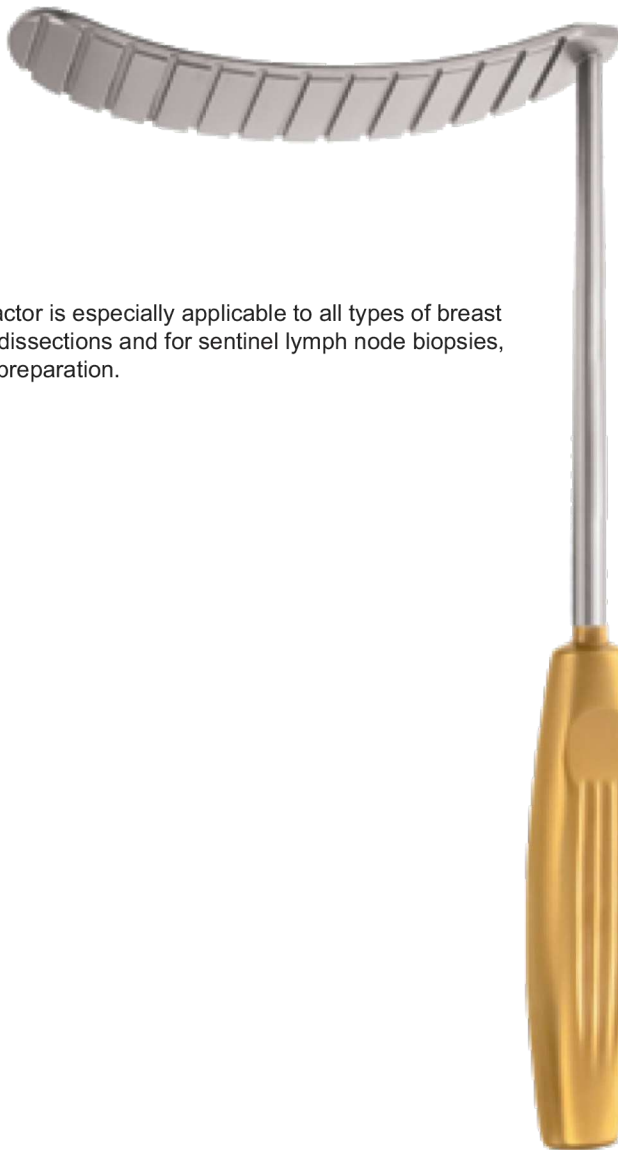 actor is especially applicable to all types of breast
dissections and for sentinel lymph node biopsies,
preparation.